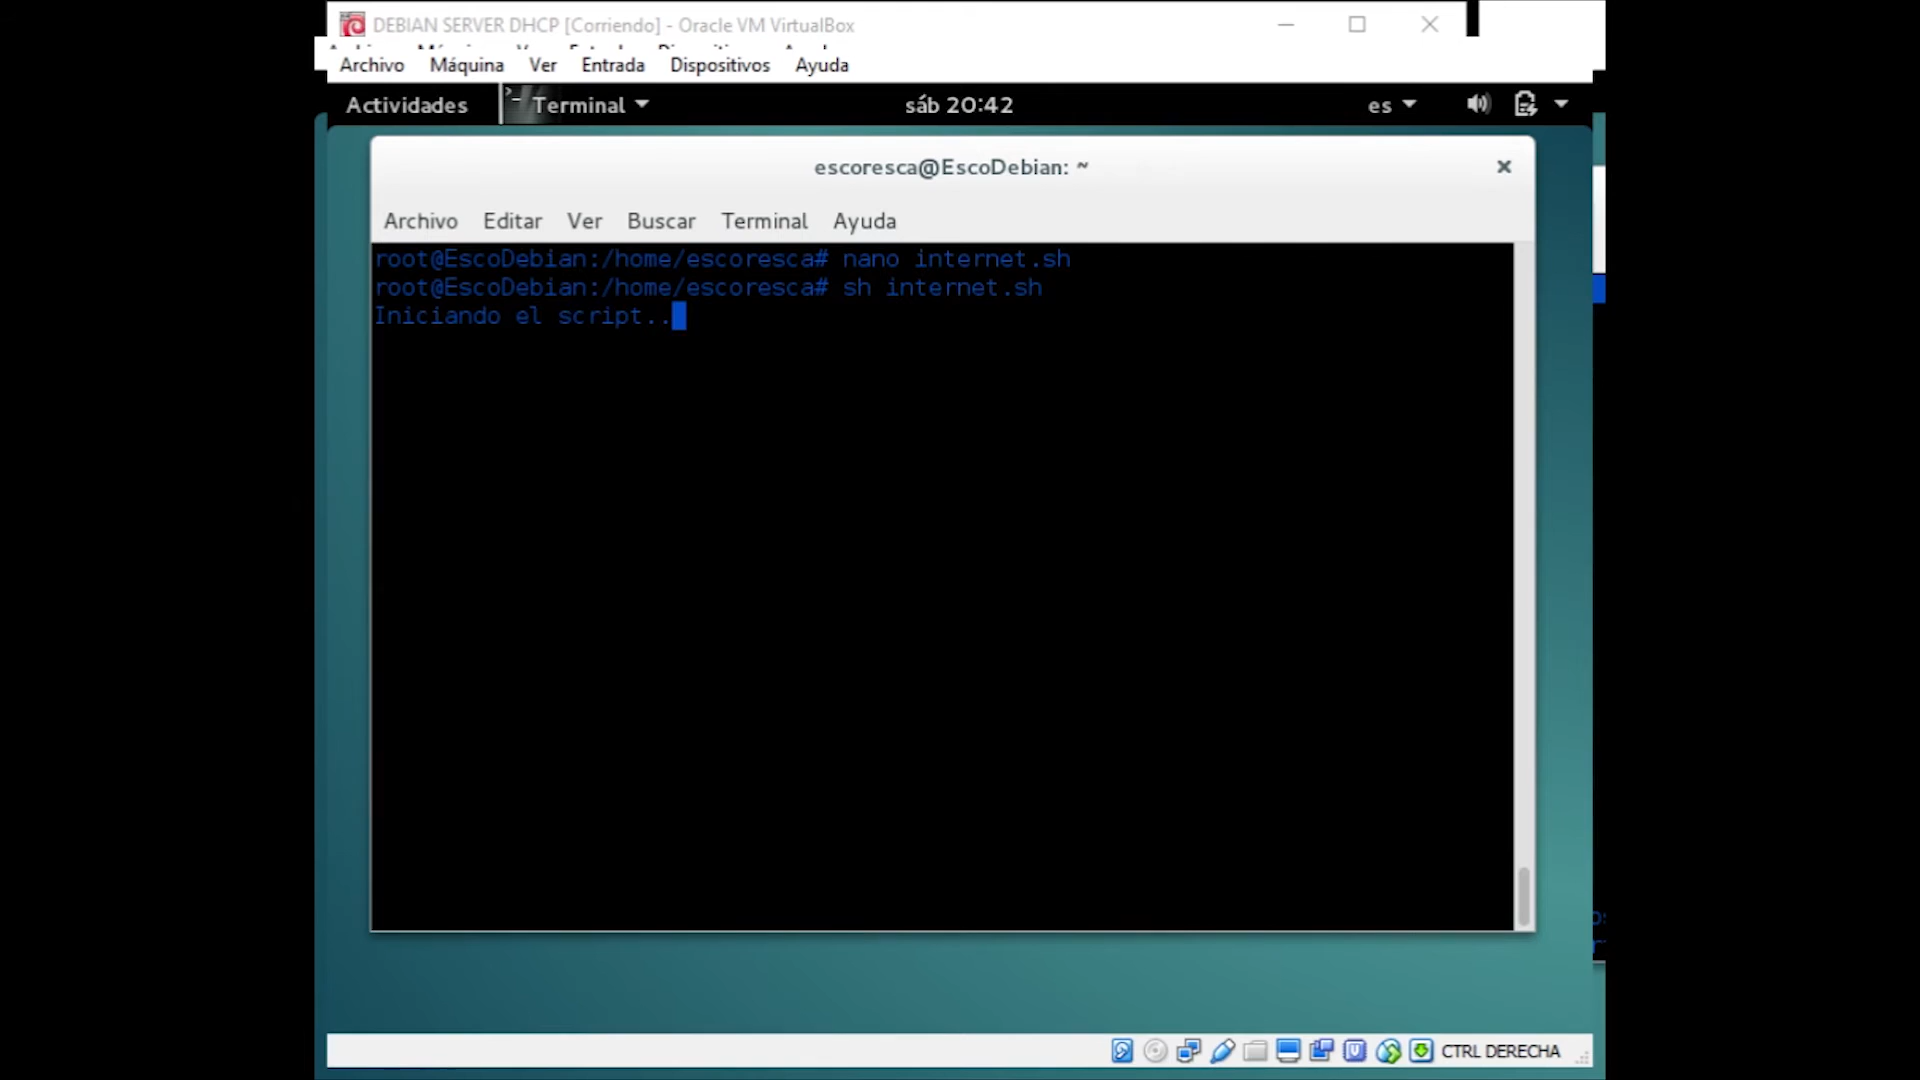 DEBIAN SERVER DHCP [Corriendo] - Oracle VM VirtualBox
Archivo Máquina Ver Entrada Dispositivos Ayuda
Actividades Terminal sáb 20:42 es
escoresca@EscoDebian: ~
Archivo Editar Ver Buscar Terminal Ayuda
root@EscoDebian:/home/escoresca# nano internet.sh
root@EscoDebian:/home/escoresca# sh internet.sh
Iniciando el script..
CTRL DERECHA